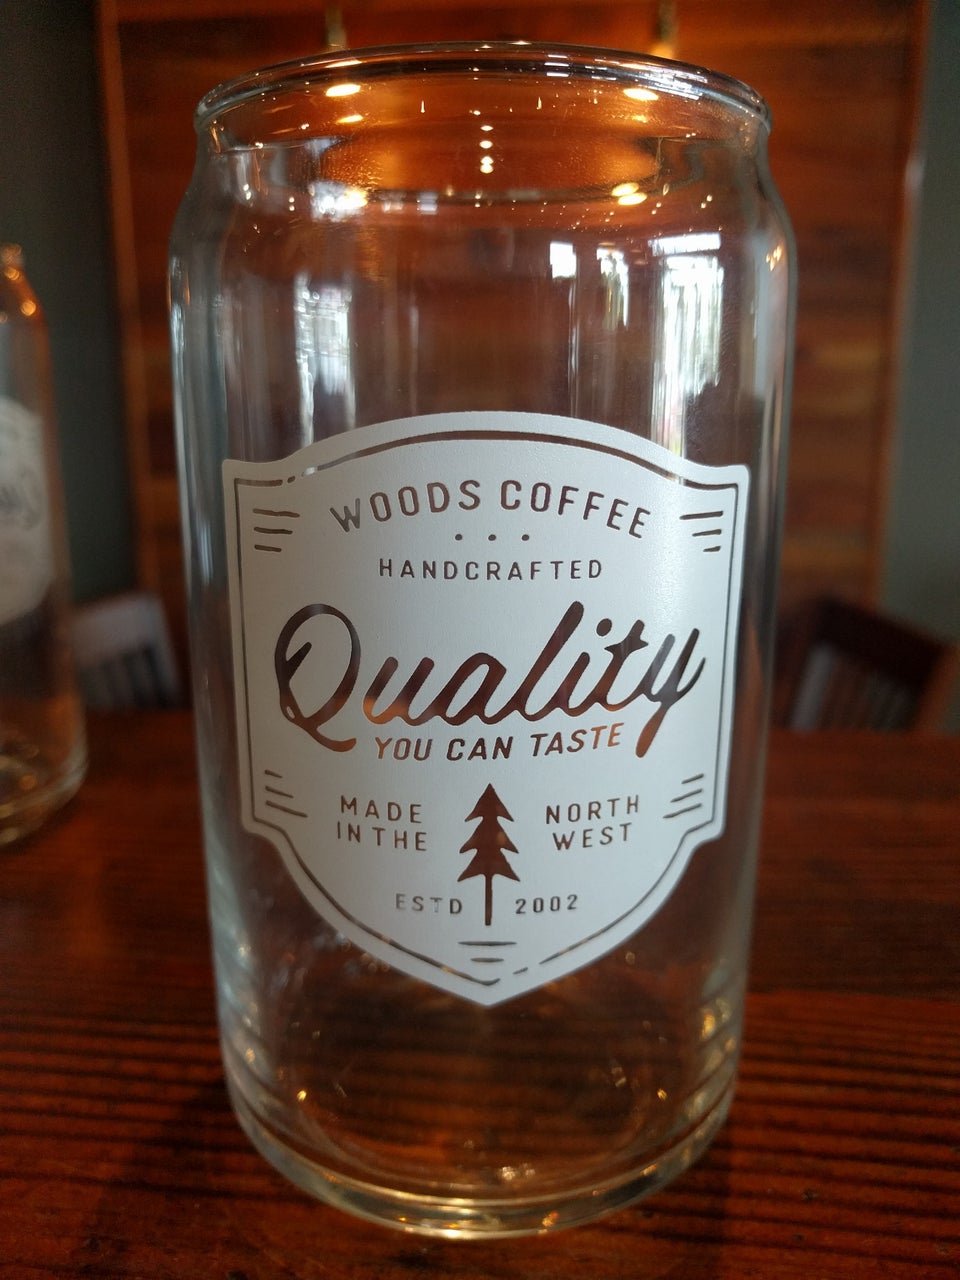 WOODS COFFEE
HANDCRAFTED
Quality
YOU CAN TASTE
MADE
IN THE
NORTH
WEST
ESTD 2002